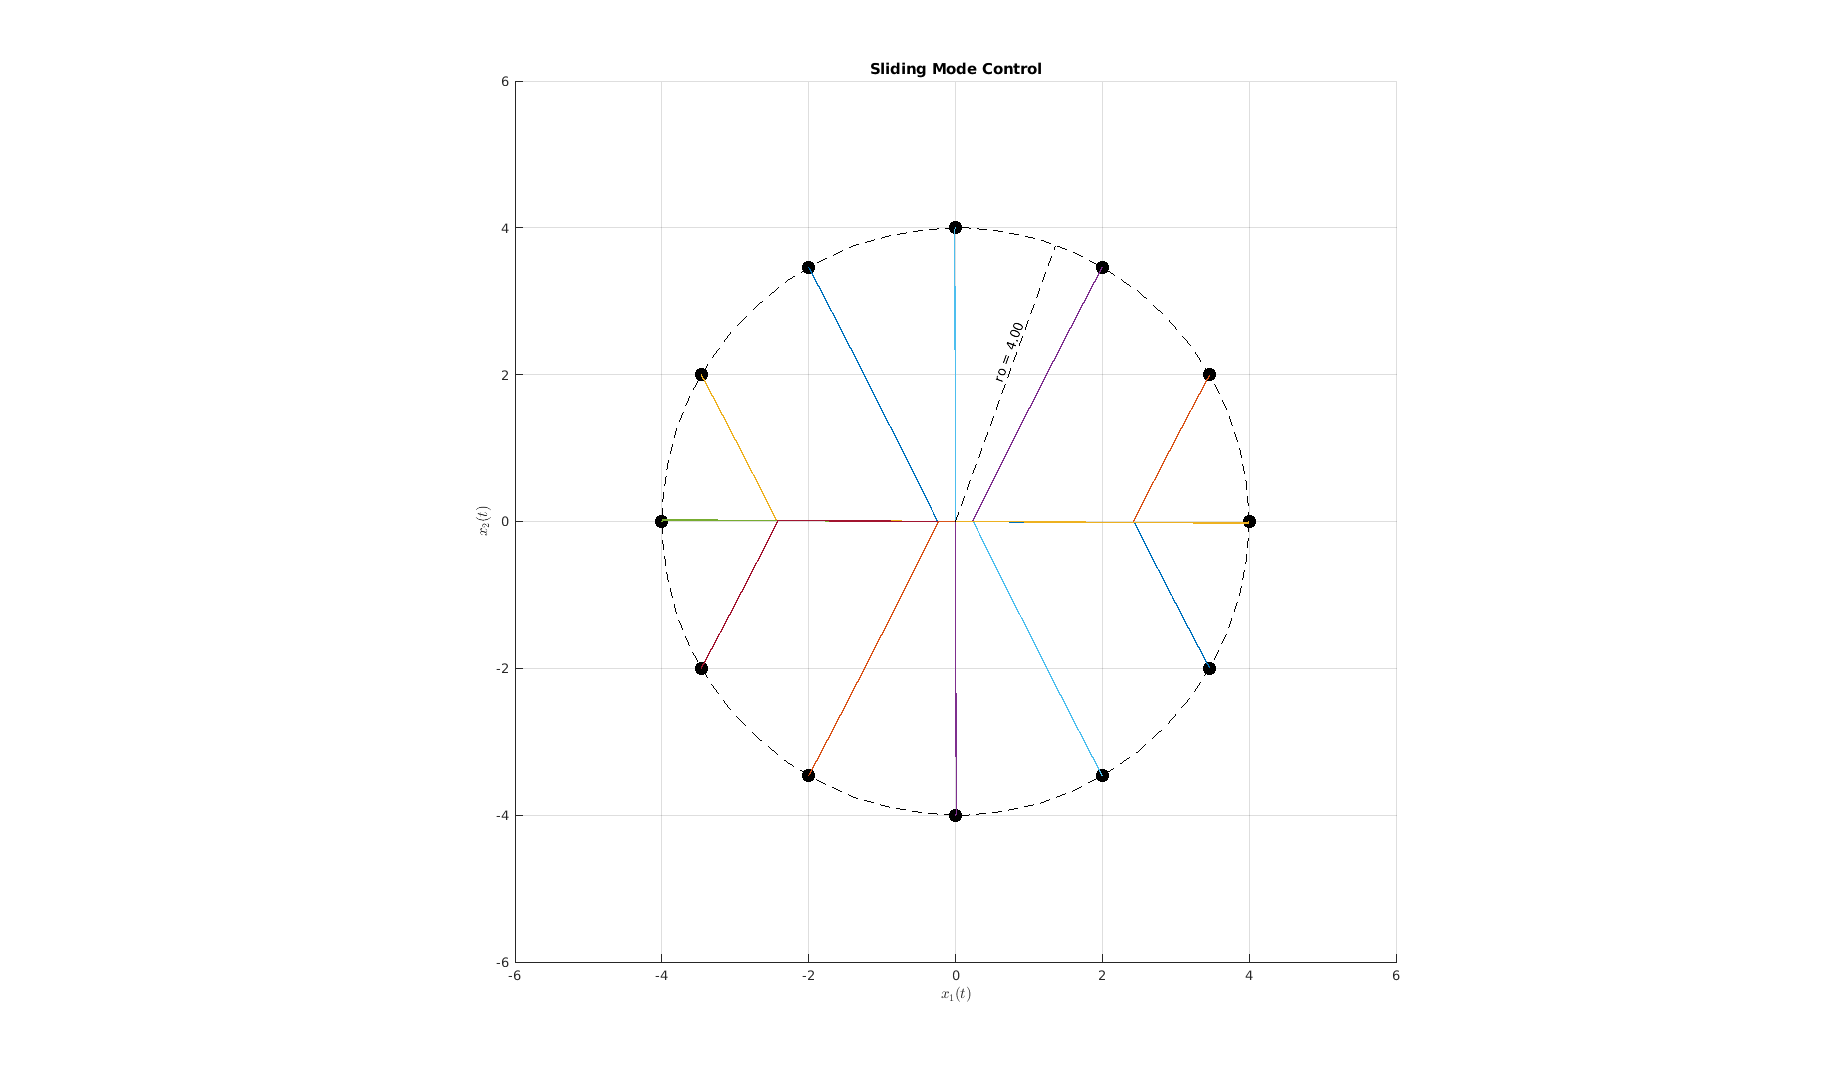 Sliding Mode Control
6
4
2
0
-2
-4
-6
x₂(t)
ro = 4.00
-6 -4 -2 0 2 4 6
x₁(t)